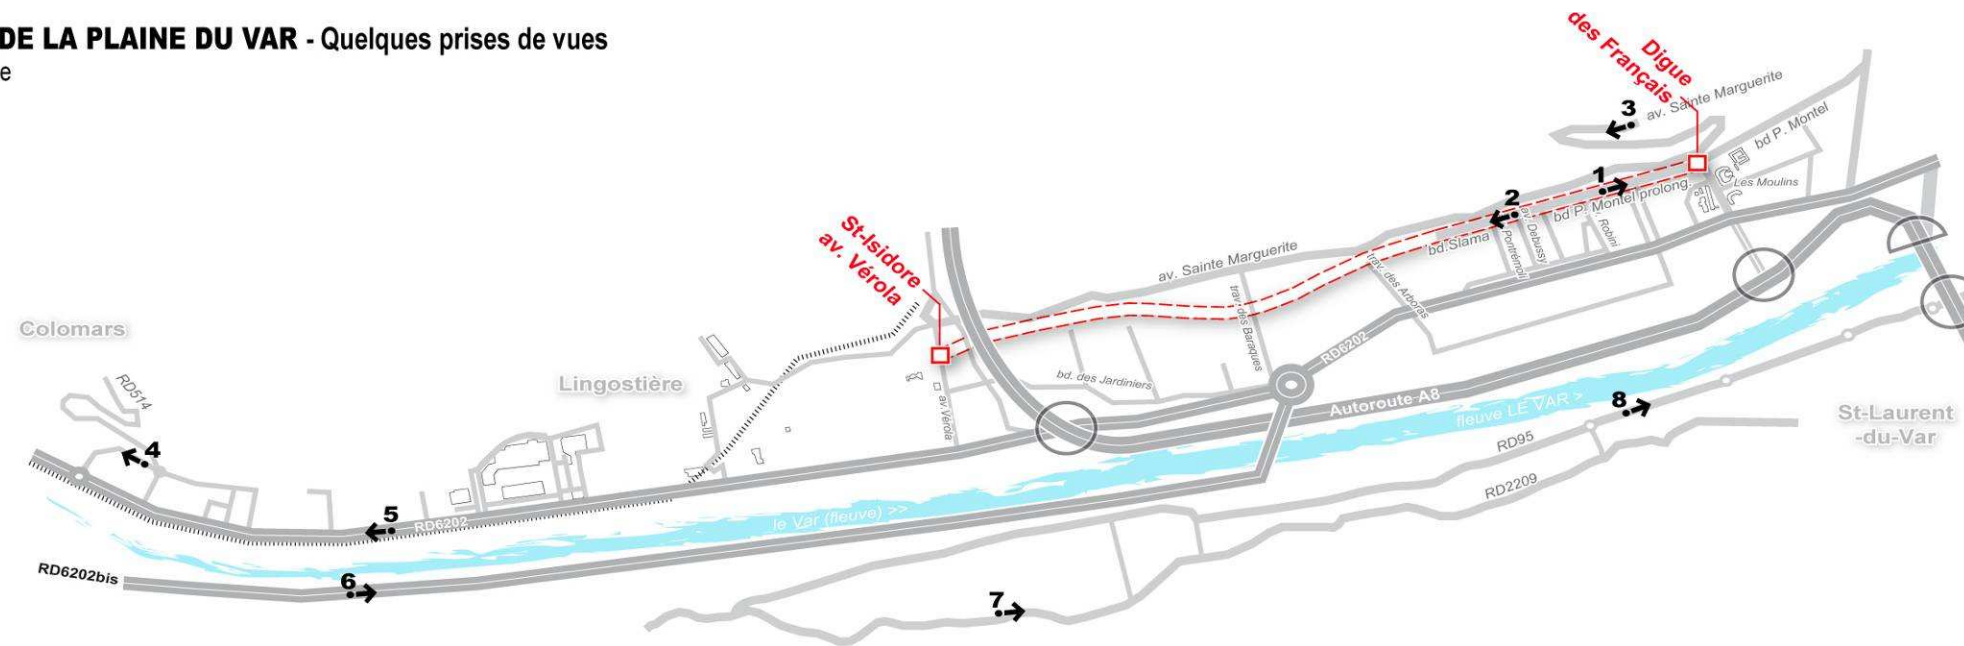 DE LA PLAINE DU VAR - Quelques prises de vues
e
Digue
des Français
3
av. Sainte Marguerite
bd P. Montel
1
Les Moulins
2
bd P. Montel prolong.
Robini
av. Debussy
Pontrémoli
bd.Slama
St-Isidore
av. Vérola
av. Sainte Marguerite
trav. des Arboras
trav. des Baraques
RD6202
Colomars
Lingostière
bd. des Jardiniers
av.Vérola
RD514
Autoroute A8
fleuve LE VAR >
8
St-Laurent
-du-Var
4
RD95
RD2209
5
RD6202
le Var (fleuve) >>
RD6202bis
6
7